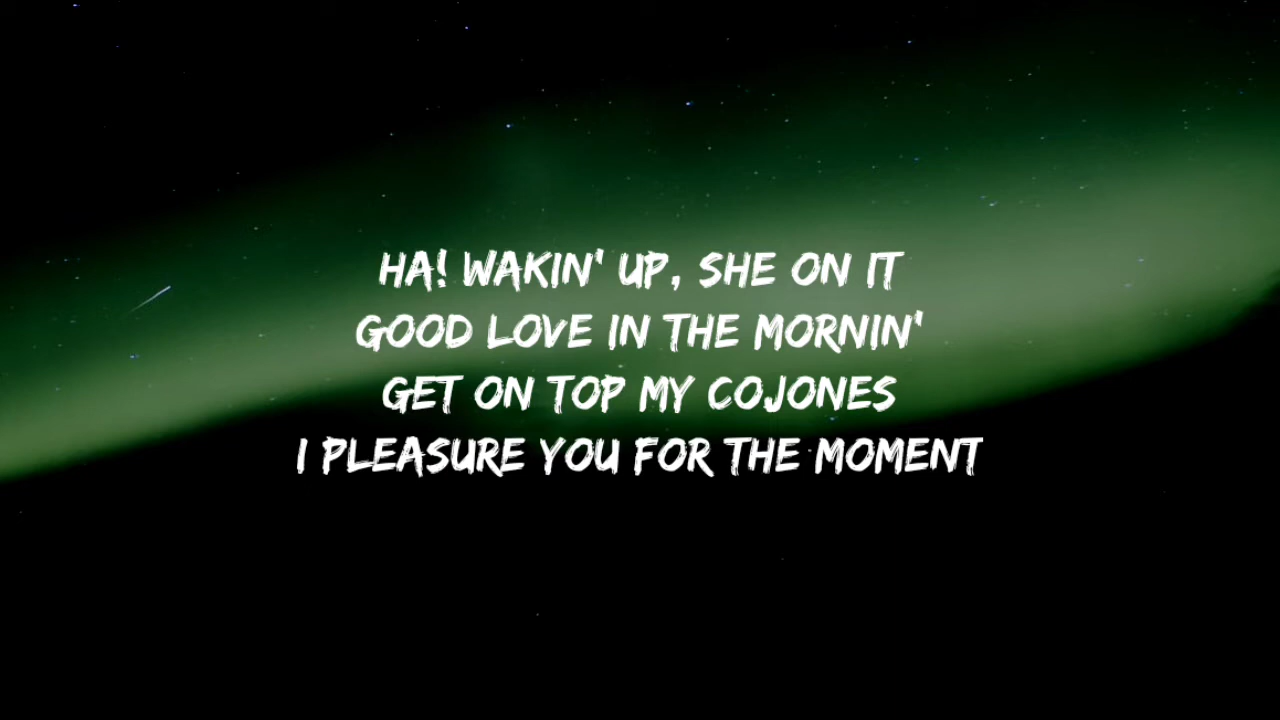 HA! WAKIN' UP, SHE ON IT
GOOD LOVE IN THE MORNIN'
GET ON TOP MY COJONES
I PLEASURE YOU FOR THE MOMENT